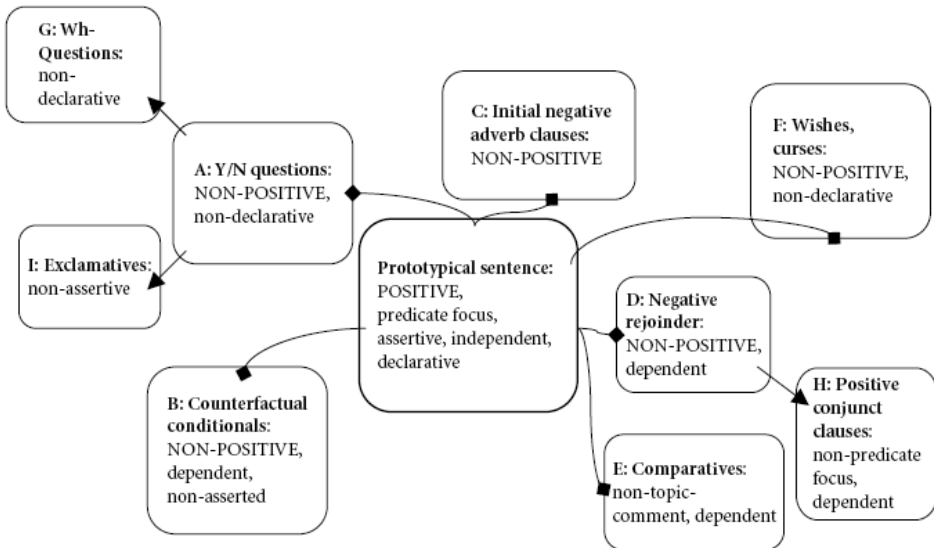 G: Wh-
Questions:
non-
declarative
C: Initial negative
adverb clauses:
NON-POSITIVE
F: Wishes,
curses:
NON-POSITIVE,
non-declarative
A: Y/N questions:
NON-POSITIVE,
non-declarative
I: Exclamatives:
non-assertive
Prototypical sentence:
POSITIVE,
predicate focus,
assertive, independent,
declarative
D: Negative
rejoinder:
NON-POSITIVE,
dependent
B: Counterfactual
conditionals:
NON-POSITIVE,
dependent,
non-asserted
H: Positive
conjunct
clauses:
non-predicate
focus,
dependent
E: Comparatives:
non-topic-
comment, dependent